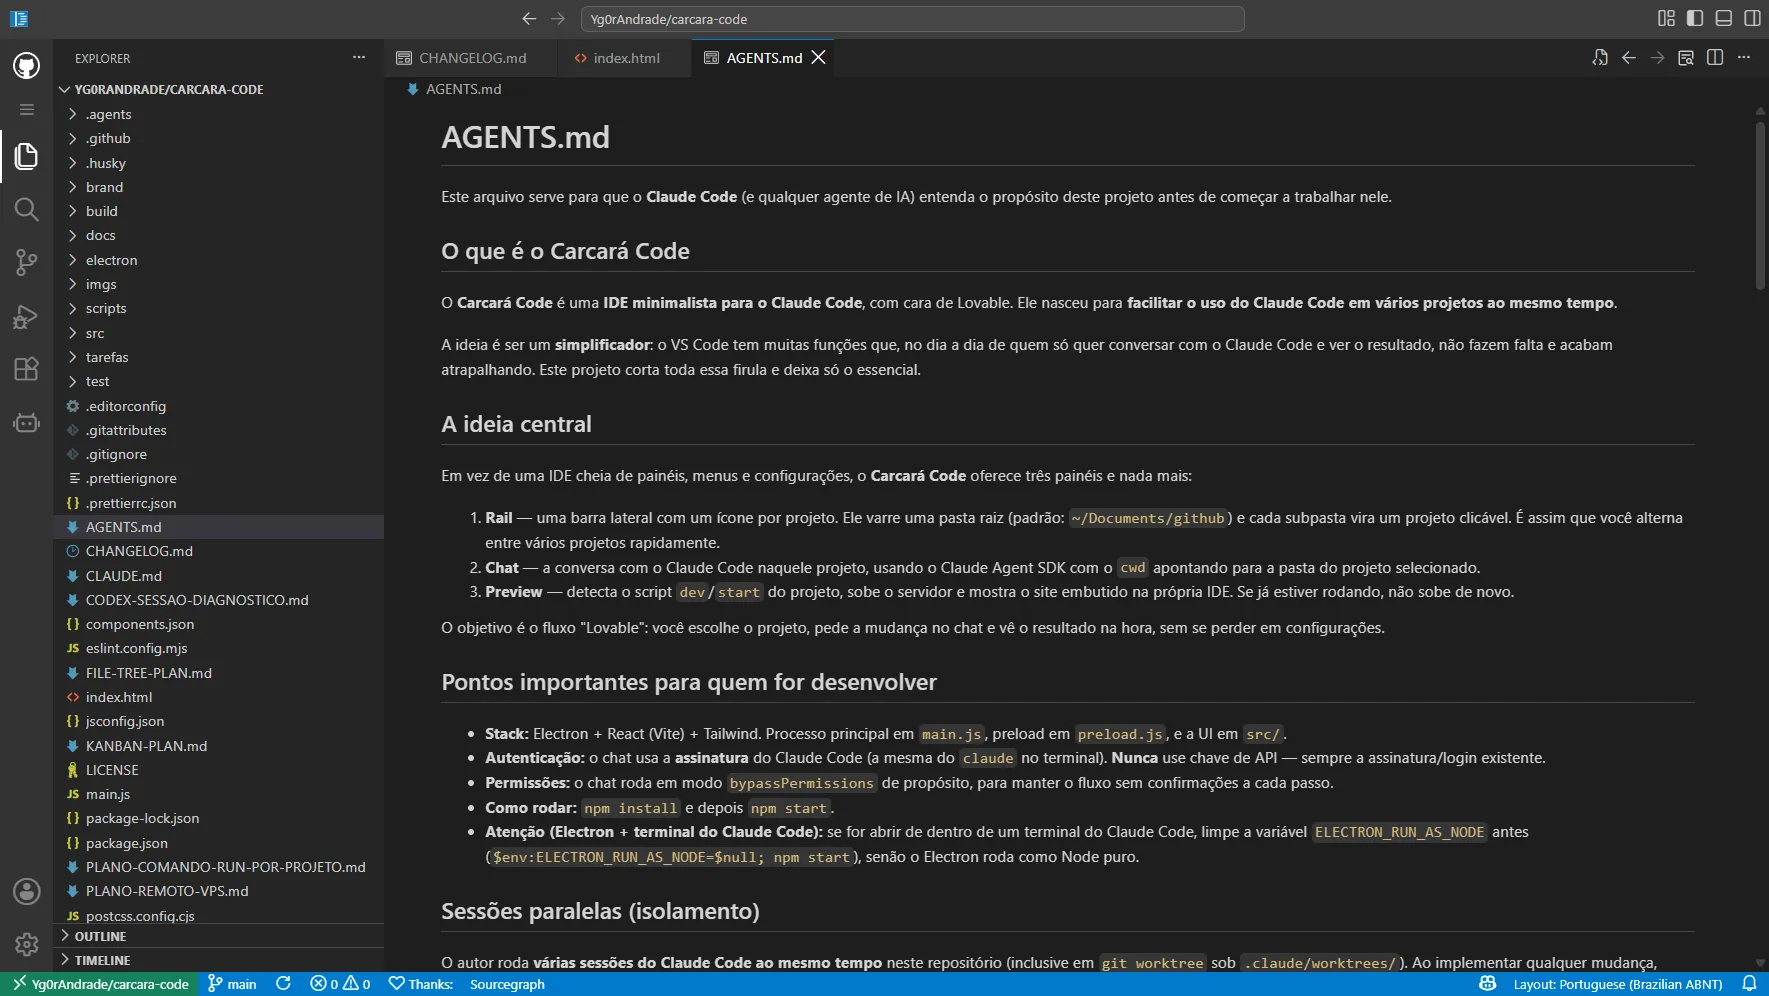 Yg0rAndrade/carcara-code
EXPLORER
YG0RANDRADE/CARCARA-CODE
.agents
.github
.husky
brand
build
docs
electron
imgs
scripts
src
tarefas
test
.editorconfig
.gitattributes
.gitignore
.prettierignore
.prettierrc.json
AGENTS.md
CHANGELOG.md
CLAUDE.md
CODEX-SESSAO-DIAGNOSTICO.md
components.json
eslint.config.mjs
FILE-TREE-PLAN.md
index.html
jsconfig.json
KANBAN-PLAN.md
LICENSE
main.js
package-lock.json
package.json
PLANO-COMANDO-RUN-POR-PROJETO.md
PLANO-REMOTO-VPS.md
postcss.config.cjs
OUTLINE
TIMELINE
CHANGELOG.md
index.html
AGENTS.md
AGENTS.md
AGENTS.md
Este arquivo serve para que o Claude Code (e qualquer agente de IA) entenda o propósito deste projeto antes de começar a trabalhar nele.
O que é o Carcará Code
O Carcará Code é uma IDE minimalista para o Claude Code, com cara de Lovable. Ele nasceu para facilitar o uso do Claude Code em vários projetos ao mesmo tempo.
A ideia é ser um simplificador: o VS Code tem muitas funções que, no dia a dia de quem só quer conversar com o Claude Code e ver o resultado, não fazem falta e acabam
atrapalhando. Este projeto corta toda essa firula e deixa só o essencial.
A ideia central
Em vez de uma IDE cheia de painéis, menus e configurações, o Carcará Code oferece três painéis e nada mais:
1. Rail — uma barra lateral com um ícone por projeto. Ele varre uma pasta raiz (padrão: ~/Documents/github) e cada subpasta vira um projeto clicável. É assim que você alterna
entre vários projetos rapidamente.
2. Chat — a conversa com o Claude Code naquele projeto, usando o Claude Agent SDK com o cwd apontando para a pasta do projeto selecionado.
3. Preview — detecta o script dev/start do projeto, sobe o servidor e mostra o site embutido na própria IDE. Se já estiver rodando, não sobe de novo.
O objetivo é o fluxo "Lovable": você escolhe o projeto, pede a mudança no chat e vê o resultado na hora, sem se perder em configurações.
Pontos importantes para quem for desenvolver
• Stack: Electron + React (Vite) + Tailwind. Processo principal em main.js, preload em preload.js, e a UI em src/.
• Autenticação: o chat usa a assinatura do Claude Code (a mesma do claude no terminal). Nunca use chave de API — sempre a assinatura/login existente.
• Permissões: o chat roda em modo bypassPermissions de propósito, para manter o fluxo sem confirmações a cada passo.
• Como rodar: npm install e depois npm start.
• Atenção (Electron + terminal do Claude Code): se for abrir de dentro de um terminal do Claude Code, limpe a variável ELECTRON_RUN_AS_NODE antes
($env:ELECTRON_RUN_AS_NODE=$null; npm start), senão o Electron roda como Node puro.
Sessões paralelas (isolamento)
O autor roda várias sessões do Claude Code ao mesmo tempo neste repositório (inclusive em git worktree sob .claude/worktrees/). Ao implementar qualquer mudança,
Yg0rAndrade/carcara-code
main
0
0
Thanks:
Sourcegraph
Layout: Portuguese (Brazilian ABNT)